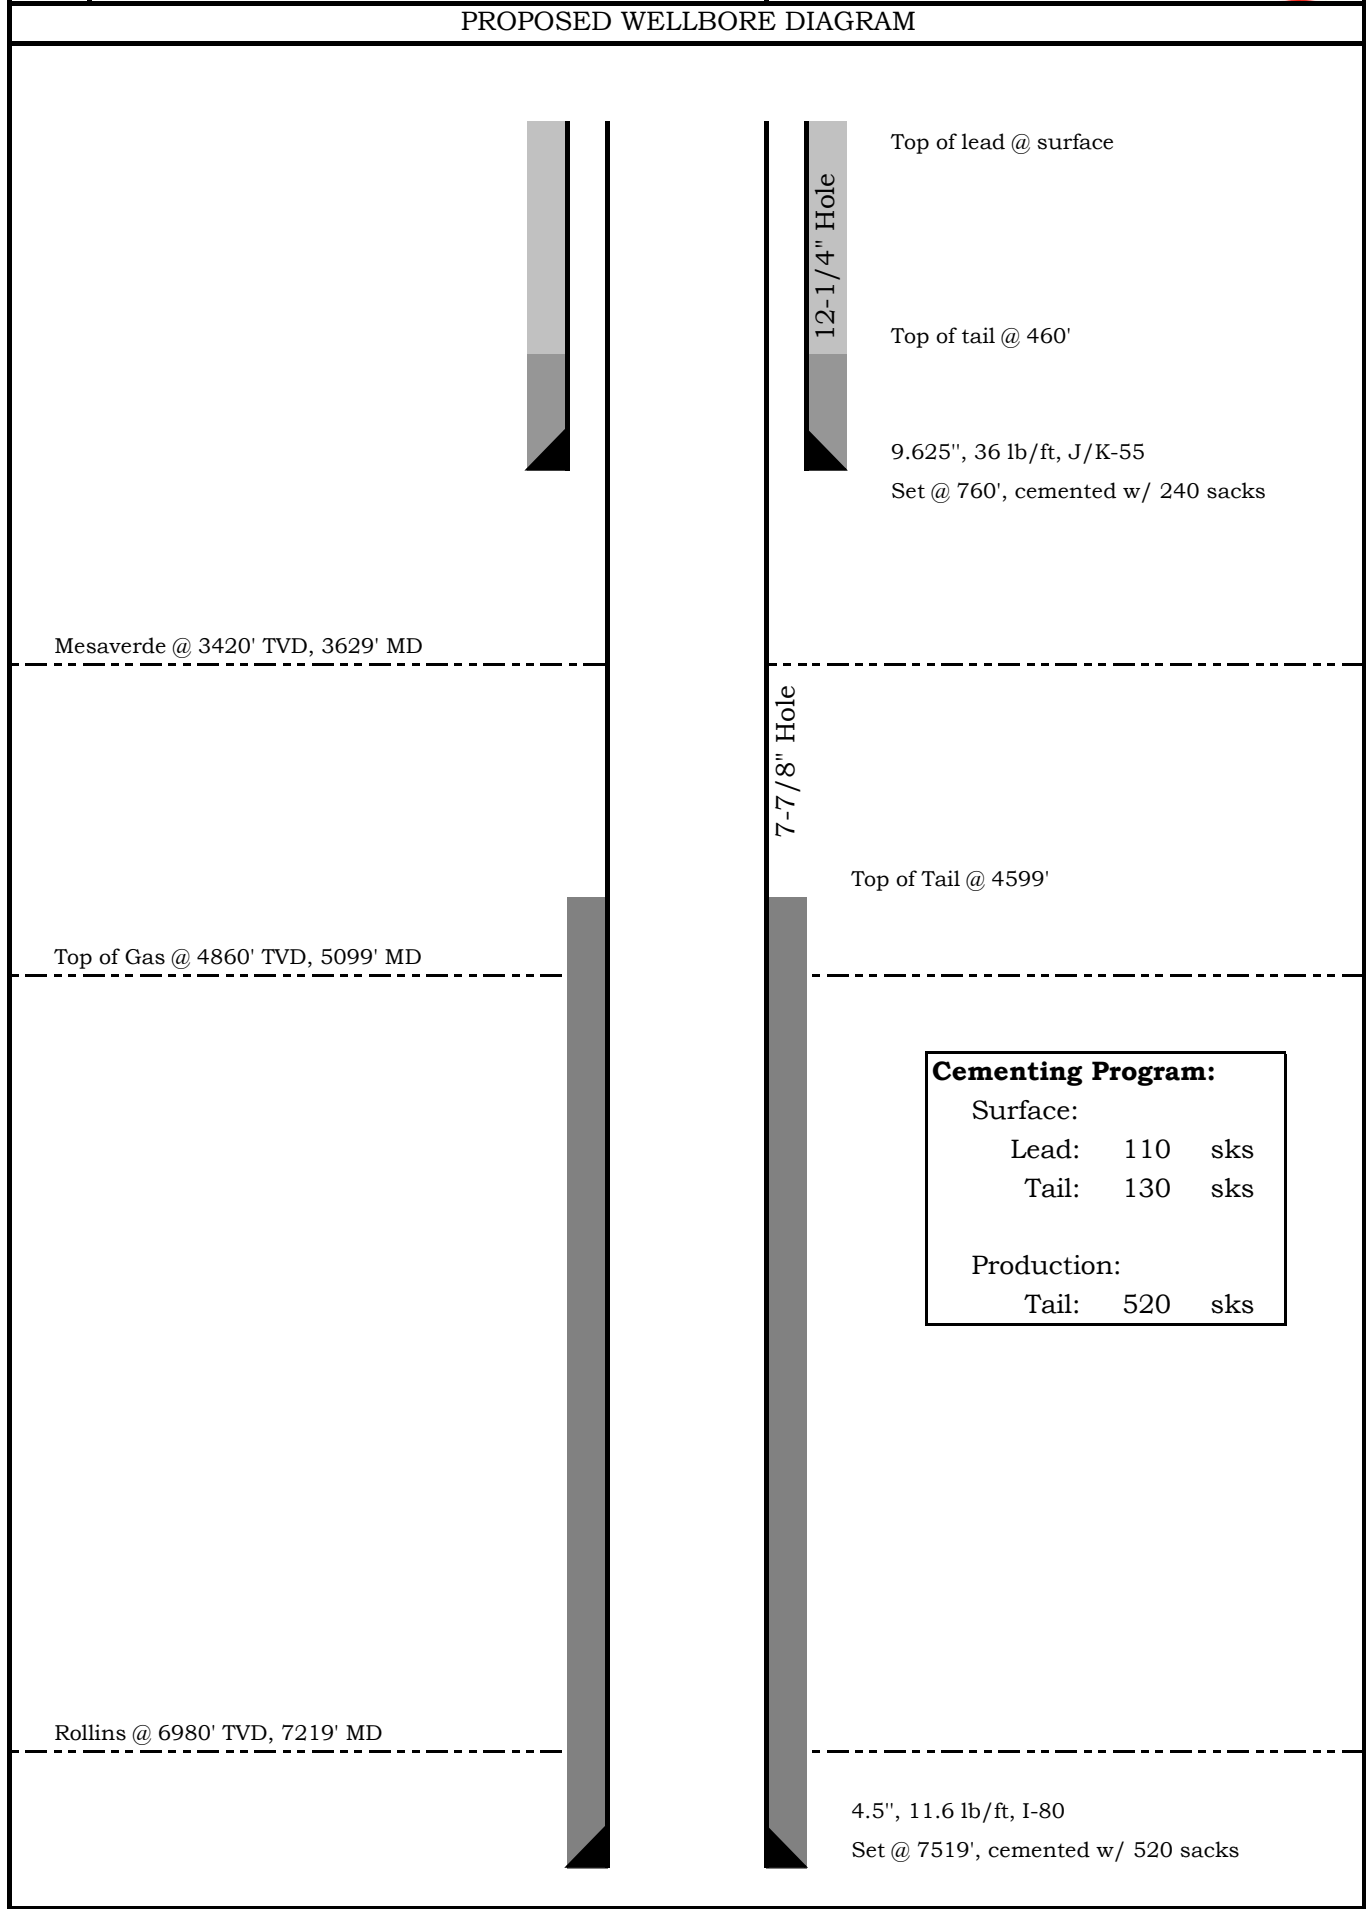 PROPOSED WELLBORE DIAGRAM
Top of lead @ surface
12-1/4" Hole
Top of tail @ 460'
9.625", 36 lb/ft, J/K-55
Set @ 760', cemented w/ 240 sacks
Mesaverde @ 3420' TVD, 3629' MD
7-7/8" Hole
Top of Tail @ 4599'
Top of Gas @ 4860' TVD, 5099' MD
Cementing Program:
Surface:
Lead: 110 sks
Tail: 130 sks
Production:
Tail: 520 sks
Rollins @ 6980' TVD, 7219' MD
4.5", 11.6 lb/ft, I-80
Set @ 7519', cemented w/ 520 sacks